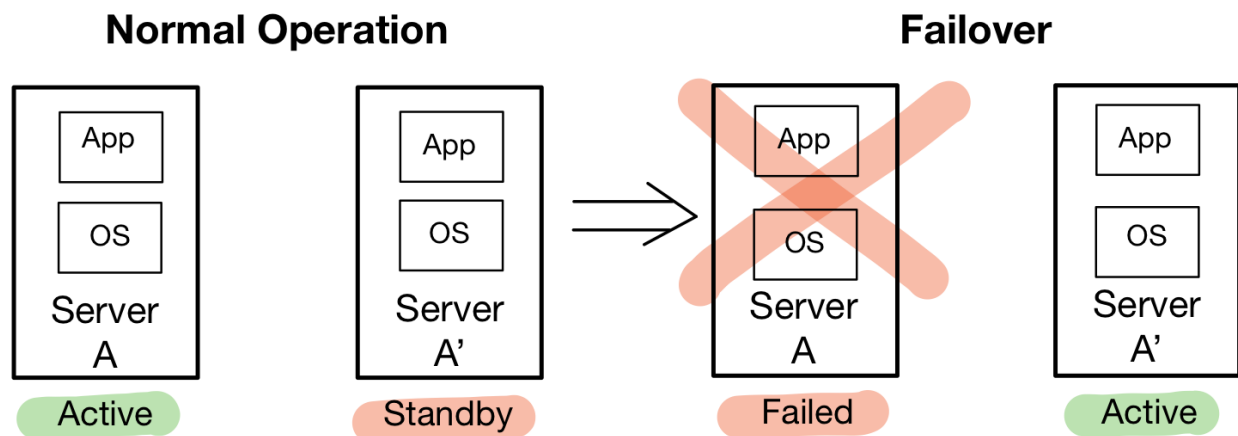 Normal Operation
Failover
App
OS
Server
A
Active
App
OS
Server
A’
Standby
App
OS
Server
A
Failed
App
OS
Server
A’
Active